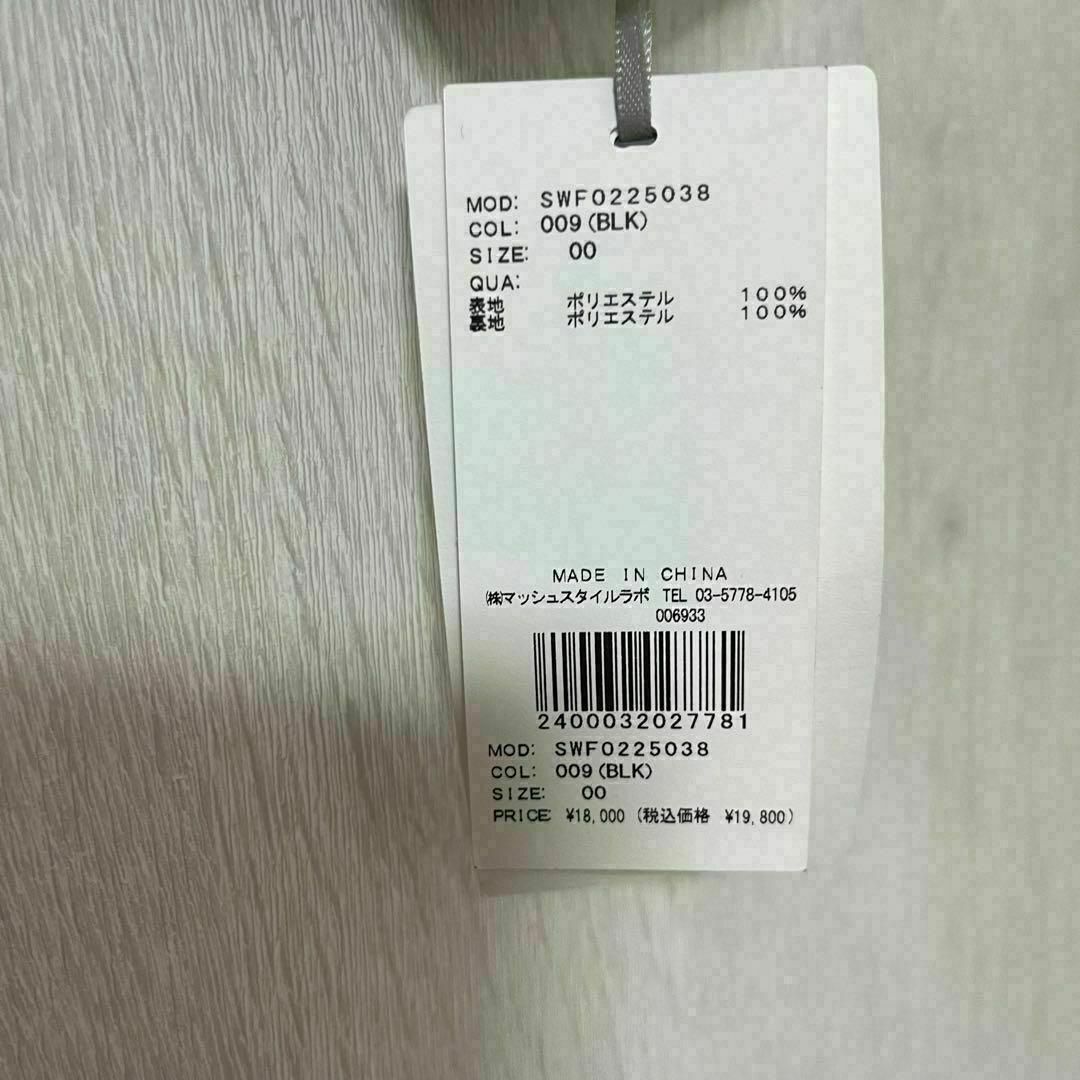 MOD: SWF0225038
COL: 009(BLK)
SIZE: 00
QUA:
表地 ポリエステル 100%
裏地 ポリエステル 100%
MADE IN CHINA
㈱マッシュスタイルラボ TEL 03-5778-4105
006933
2400032027781
MOD: SWF0225038
COL: 009(BLK)
SIZE: 00
PRICE: ¥18,000 (税込価格 ¥19,800)